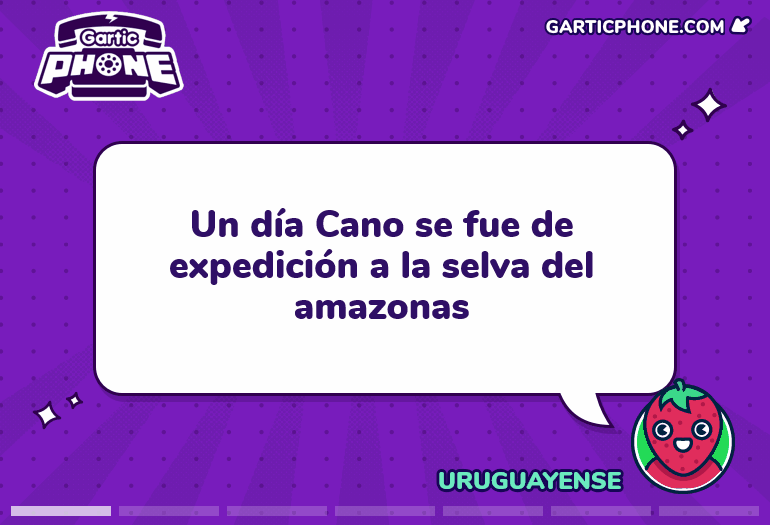 Gartic
PHONE
GARTICPHONE.COM
Un día Cano se fue de
expedición a la selva del
amazonas
URUGUAYENSE